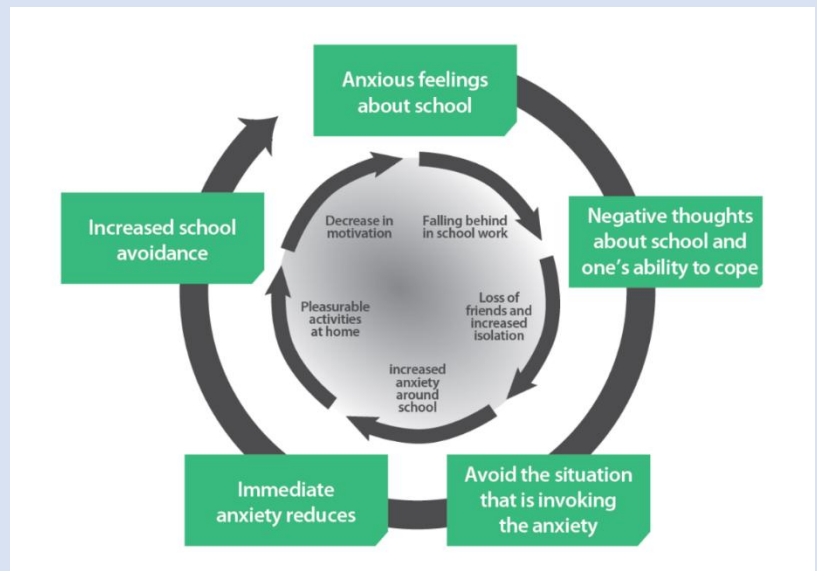 Anxious feelings
about school
Negative thoughts
about school and
one's ability to cope
Avoid the situation
that is invoking
the anxiety
Immediate
anxiety reduces
Increased school
avoidance
Falling behind
in school work
Loss of
friends and
increased
isolation
increased
anxiety
around
school
Pleasurable
activities
at home
Decrease in
motivation